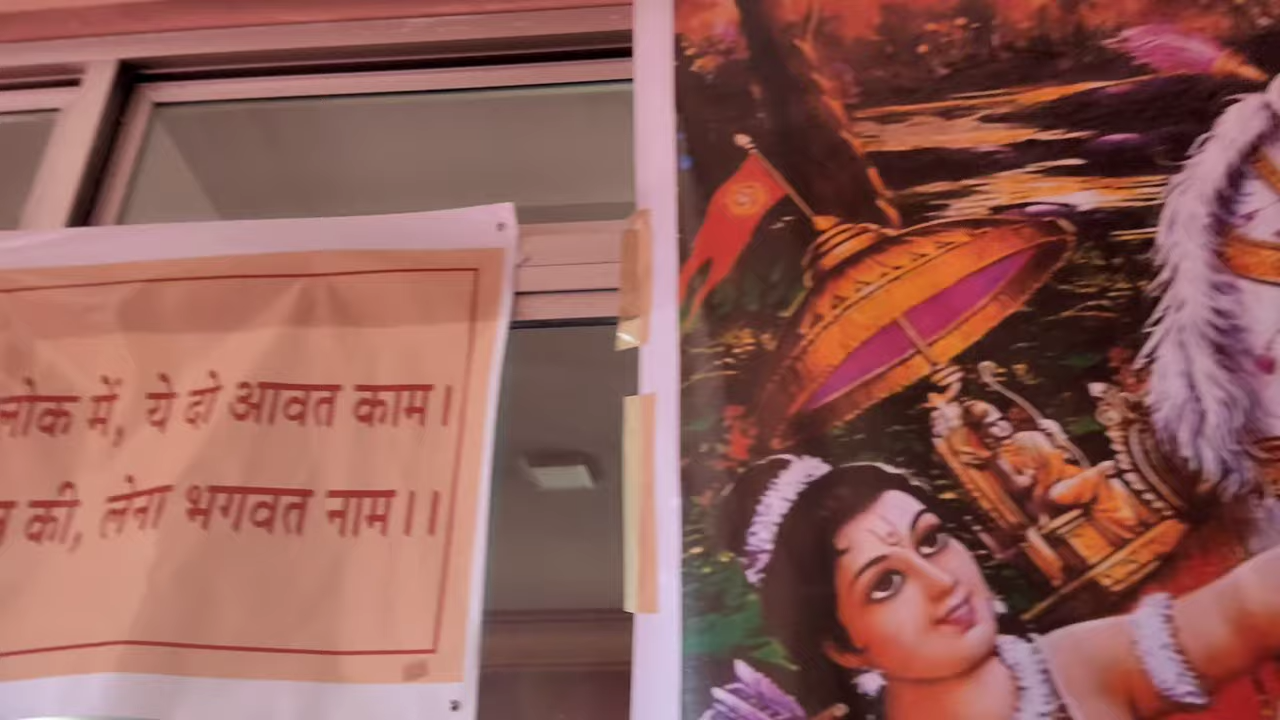 लोक में, ये दो आवत काम।
की, लेना भगवत नाम।।